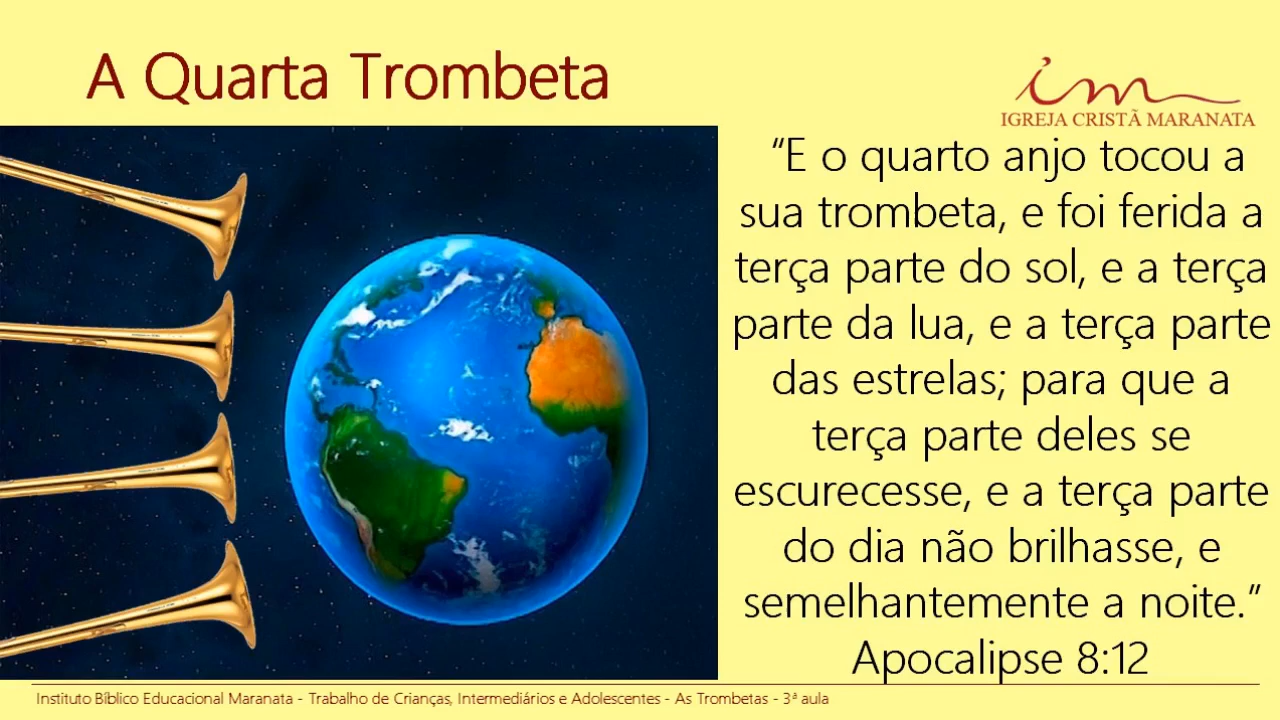 A Quarta Trombeta
im
IGREJA CRISTÃ MARANATA
“E o quarto anjo tocou a
sua trombeta, e foi ferida a
terça parte do sol, e a terça
parte da lua, e a terça parte
das estrelas; para que a
terça parte deles se
escurecesse, e a terça parte
do dia não brilhasse, e
semelhantemente a noite.”
Apocalipse 8:12
Instituto Bíblico Educacional Maranata - Trabalho de Crianças, Intermediários e Adolescentes - As Trombetas - 3ª aula